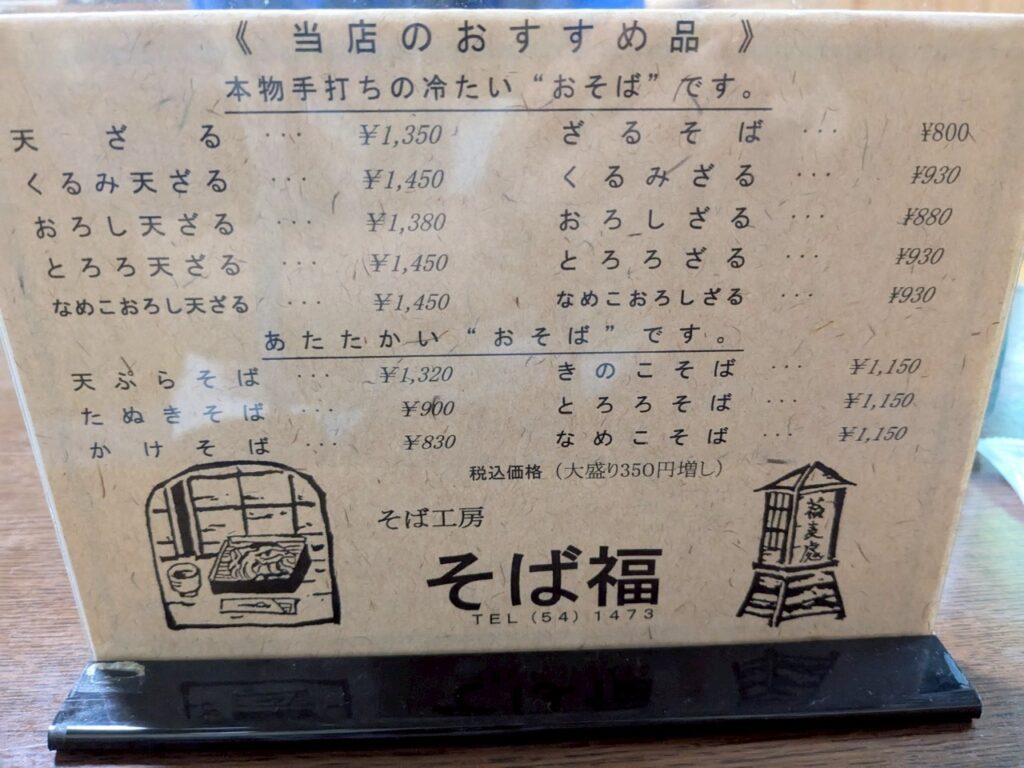 《 当店のおすすめ品 》
本物手打ちの冷たい “おそば” です。
天ざる ･･･ ¥1,350
くるみ天ざる ･･･ ¥1,450
おろし天ざる ･･･ ¥1,380
とろろ天ざる ･･･ ¥1,450
なめこおろし天ざる ･･･ ¥1,450
ざるそば ･･･ ¥800
くるみざる ･･･ ¥930
おろしざる ･･･ ¥880
とろろざる ･･･ ¥930
なめこおろしざる ･･･ ¥930
あたたかい “おそば” です。
天ぷらそば ･･･ ¥1,320
たぬきそば ･･･ ¥900
かけそば ･･･ ¥830
きのこそば ･･･ ¥1,150
とろろそば ･･･ ¥1,150
なめこそば ･･･ ¥1,150
税込価格（大盛り350円増し）
そば工房
そば福
TEL (54) 1473
蕎麦處